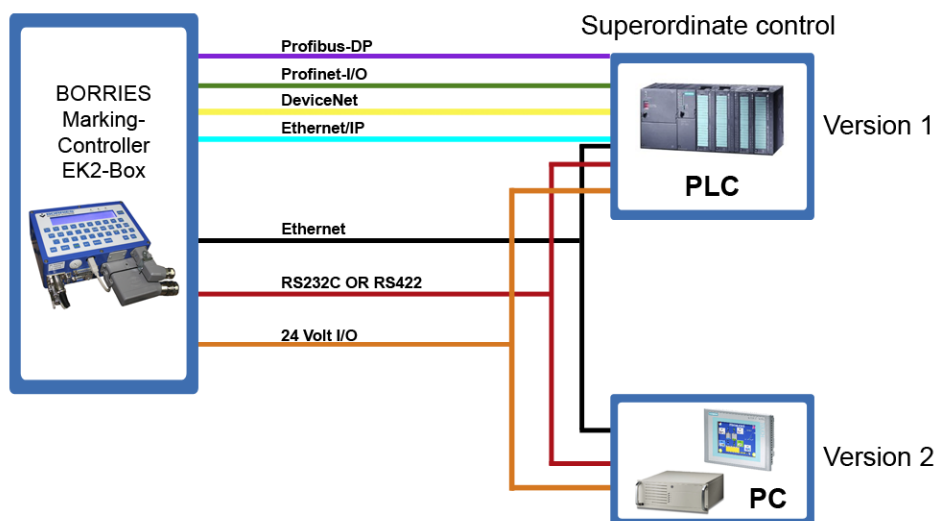 Superordinate control
BORRIES
Marking-
Controller
EK2-Box
Profibus-DP
Profinet-I/O
DeviceNet
Ethernet/IP
Ethernet
RS232C OR RS422
24 Volt I/O
PLC
Version 1
PC
Version 2